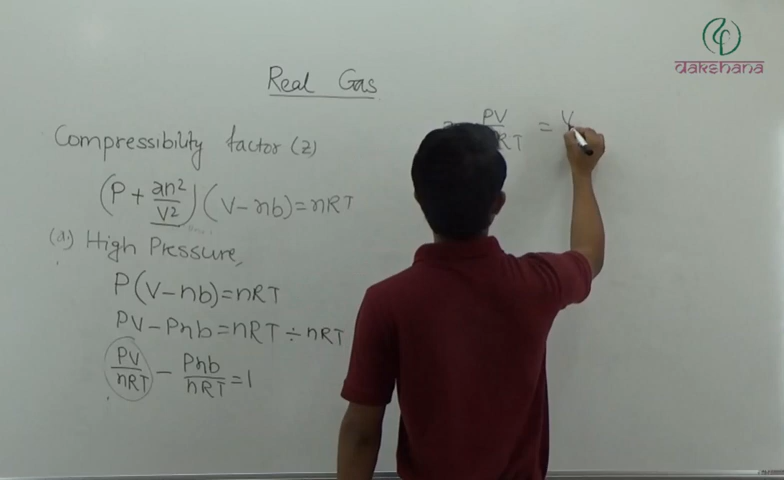 dakshana
Real Gas
Compressibility factor (z)
PV/RT = V
(P + an²/V²) (V-nb) = nRT
(a) High Pressure,
P(V-nb) = nRT
PV - Pnb = nRT ÷ nRT
PV/nRT - Pnb/nRT = 1